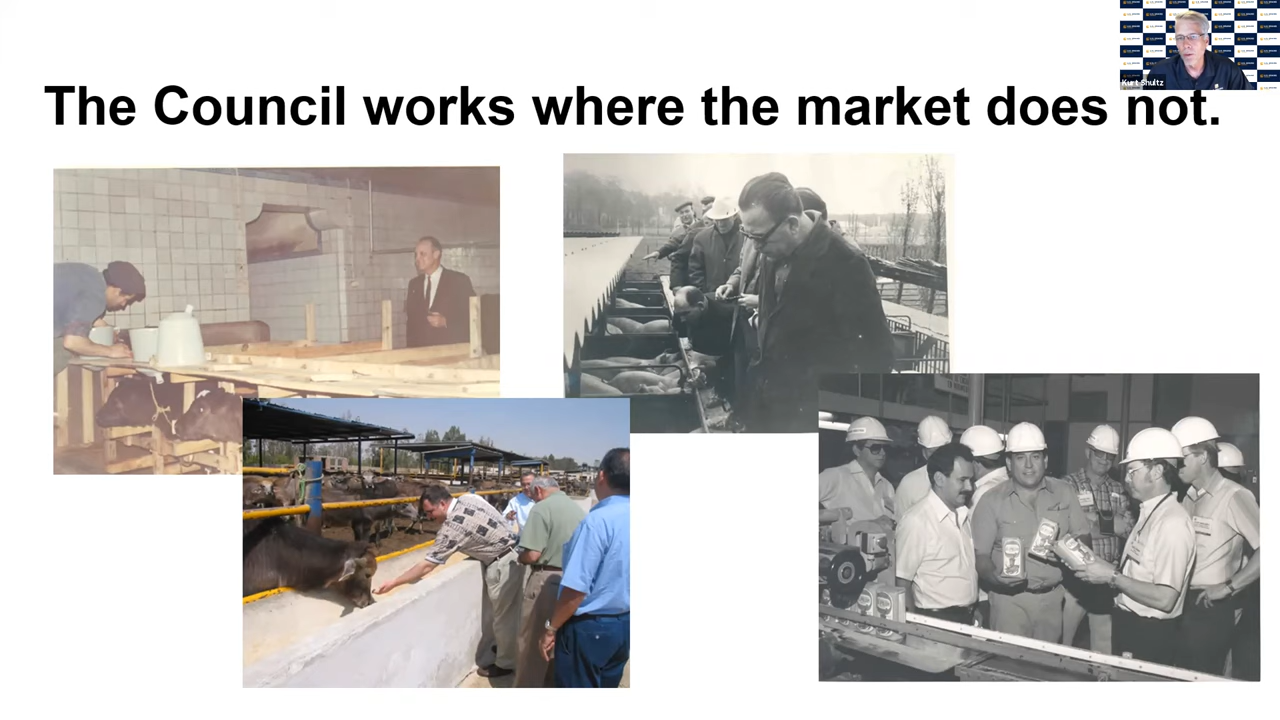 The Council works where the market does not.
Kurt Shultz